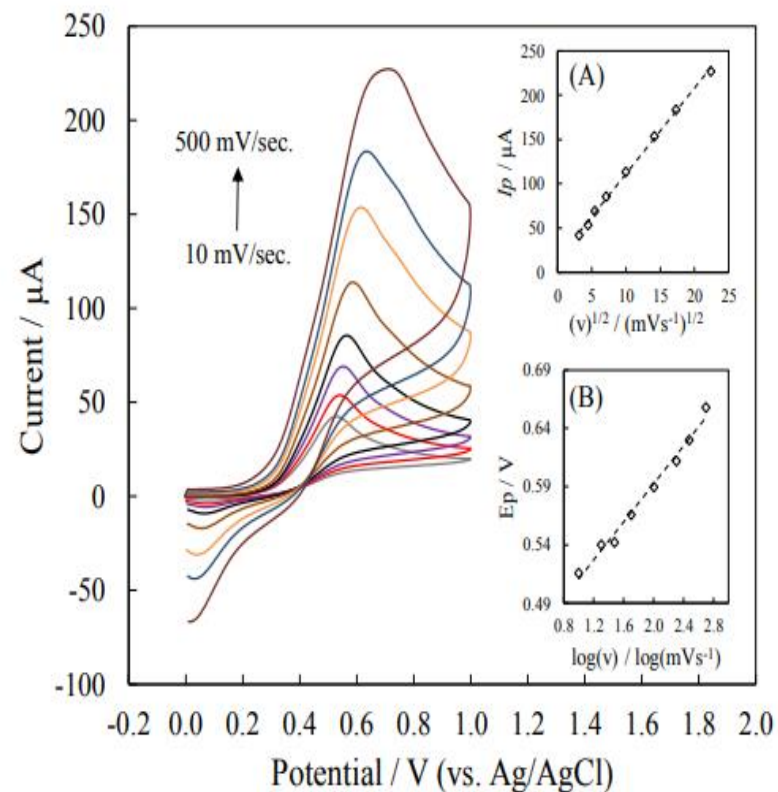 250
200
150
100
50
0
-50
-100
Current / µA
-0.2 0.0 0.2 0.4 0.6 0.8 1.0 1.2 1.4 1.6 1.8 2.0
Potential / V (vs. Ag/AgCl)
500 mV/sec.
10 mV/sec.
(A)
250
200
150
100
50
0
Ip / µA
0 5 10 15 20 25
(v)1/2 / (mVs-1)1/2
(B)
0.69
0.64
0.59
0.54
0.49
Ep / V
0.8 1.2 1.6 2.0 2.4 2.8
log(v) / log(mVs-1)